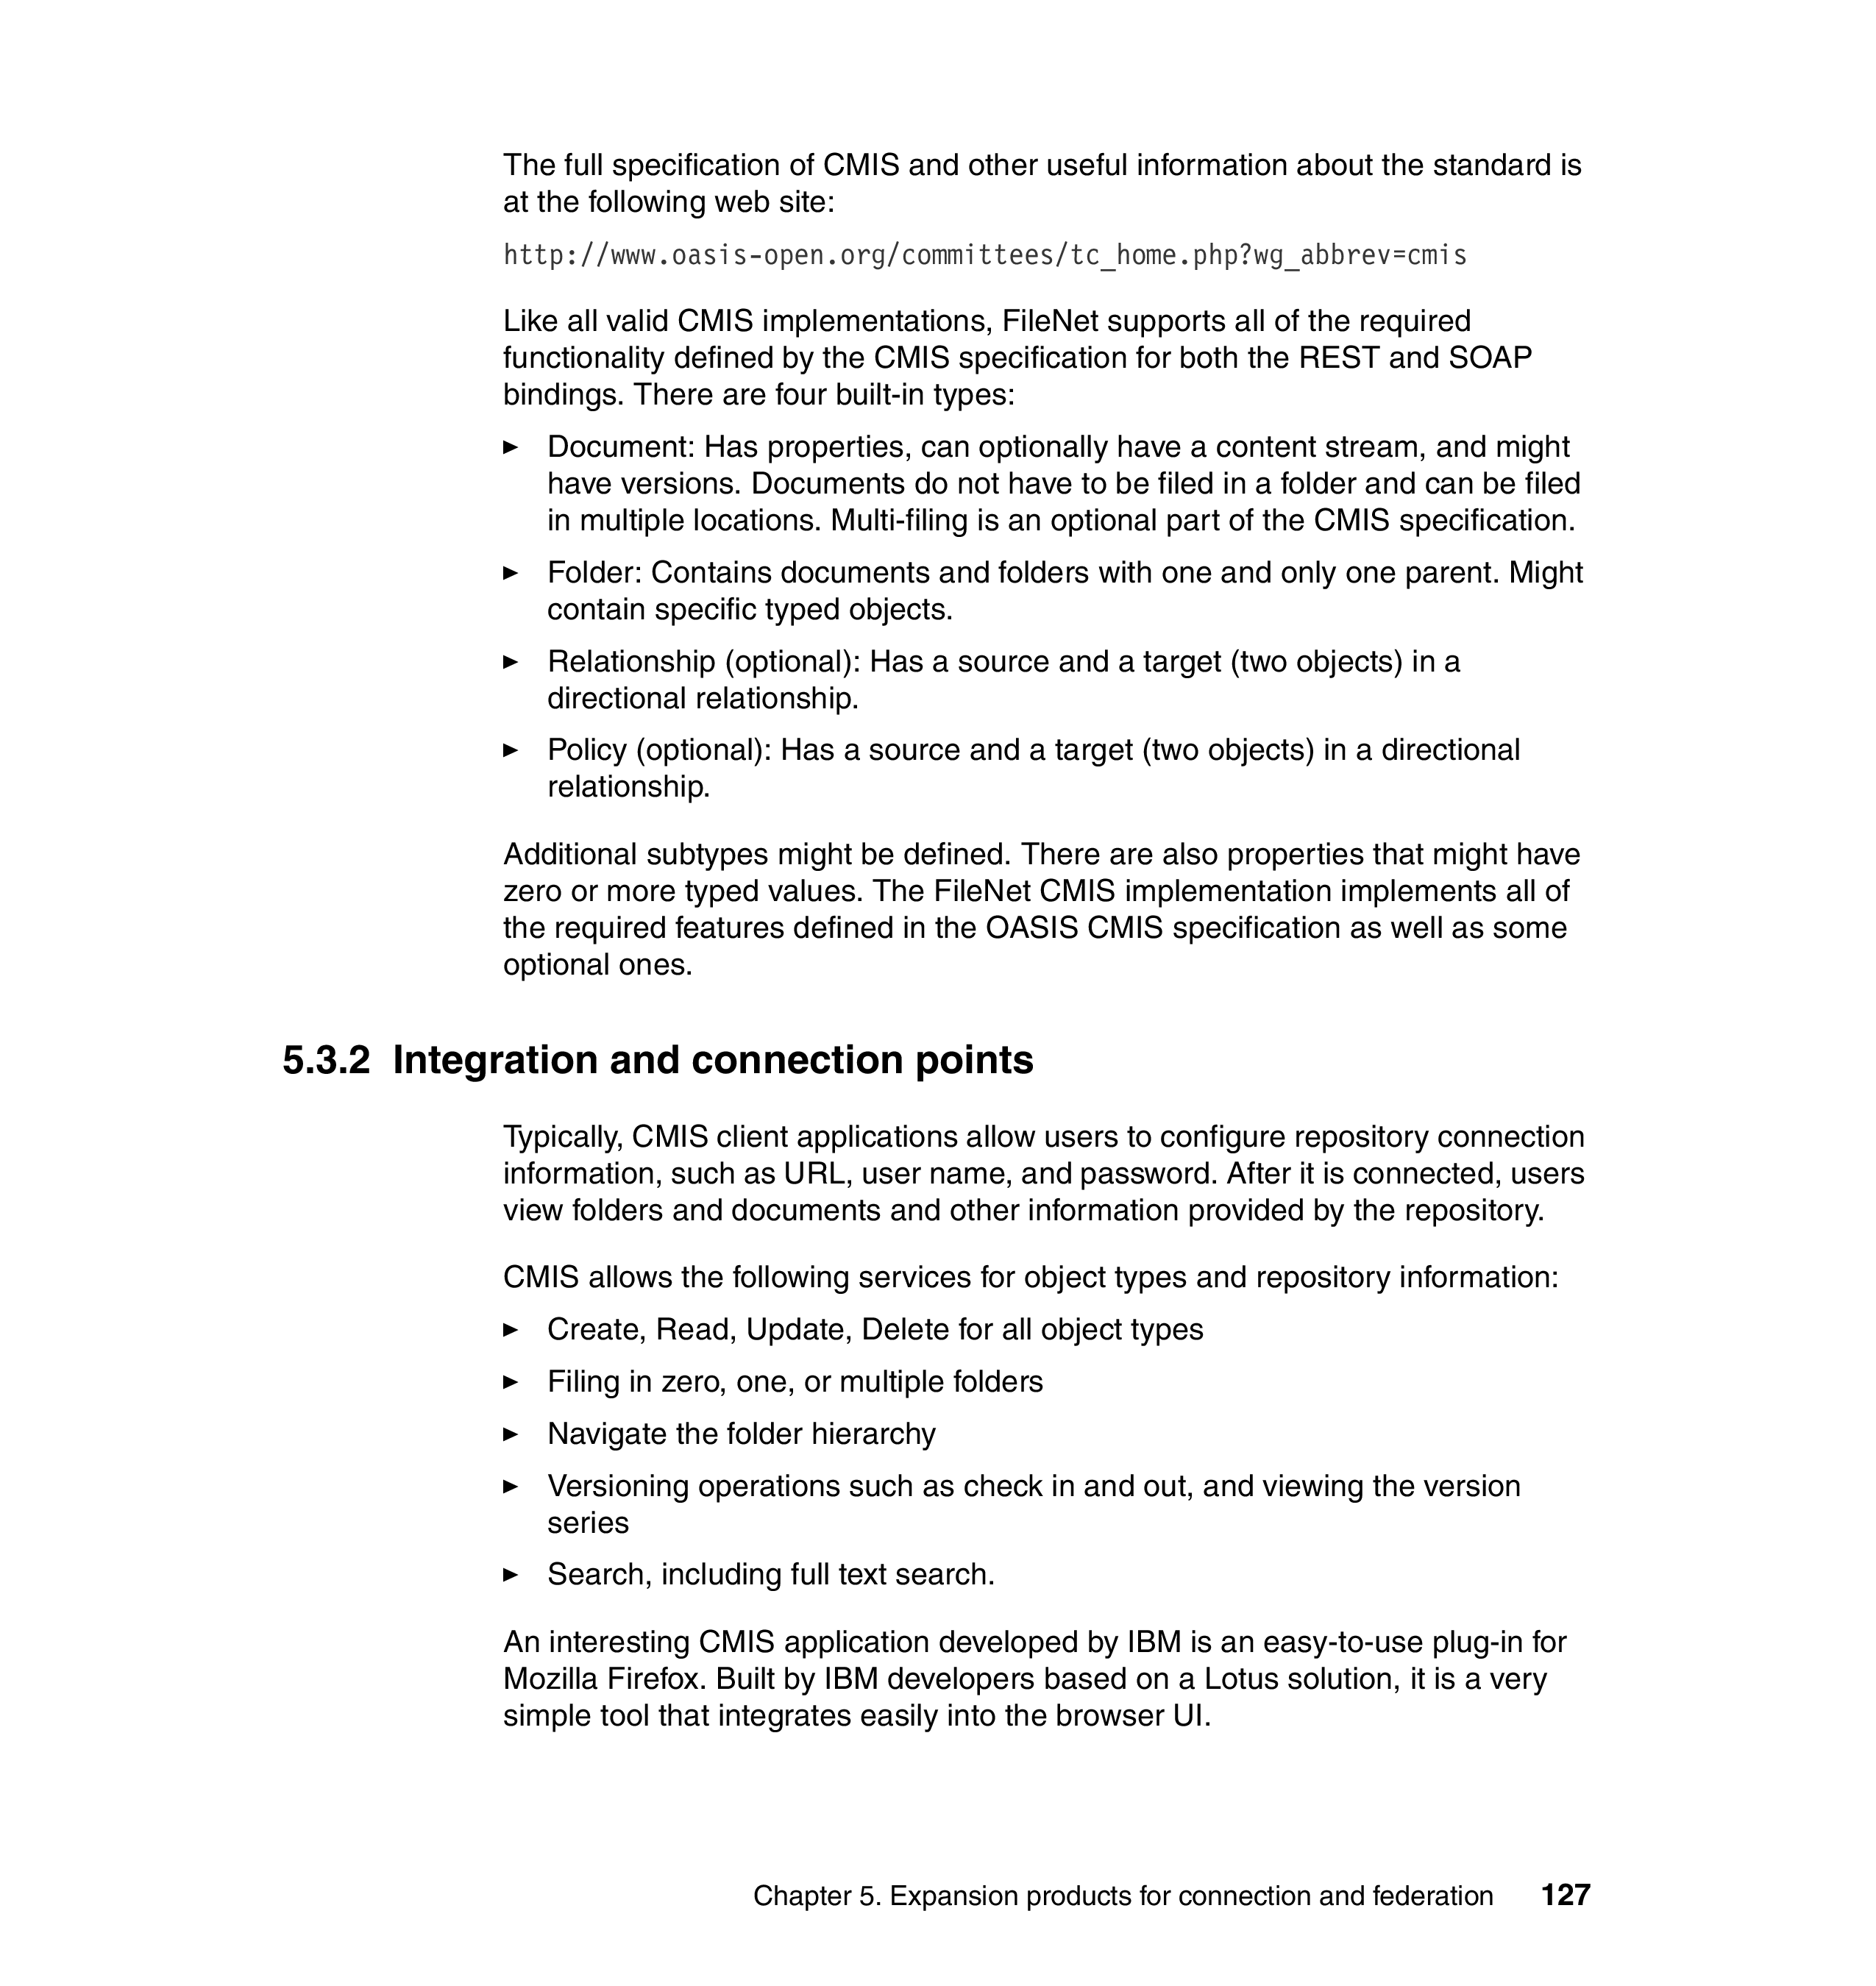 The full specification of CMIS and other useful information about the standard is
at the following web site:
http://www.oasis-open.org/committees/tc_home.php?wg_abbrev=cmis
Like all valid CMIS implementations, FileNet supports all of the required
functionality defined by the CMIS specification for both the REST and SOAP
bindings. There are four built-in types:
► Document: Has properties, can optionally have a content stream, and might
have versions. Documents do not have to be filed in a folder and can be filed
in multiple locations. Multi-filing is an optional part of the CMIS specification.
► Folder: Contains documents and folders with one and only one parent. Might
contain specific typed objects.
► Relationship (optional): Has a source and a target (two objects) in a
directional relationship.
► Policy (optional): Has a source and a target (two objects) in a directional
relationship.
Additional subtypes might be defined. There are also properties that might have
zero or more typed values. The FileNet CMIS implementation implements all of
the required features defined in the OASIS CMIS specification as well as some
optional ones.
5.3.2 Integration and connection points
Typically, CMIS client applications allow users to configure repository connection
information, such as URL, user name, and password. After it is connected, users
view folders and documents and other information provided by the repository.
CMIS allows the following services for object types and repository information:
► Create, Read, Update, Delete for all object types
► Filing in zero, one, or multiple folders
► Navigate the folder hierarchy
► Versioning operations such as check in and out, and viewing the version
series
► Search, including full text search.
An interesting CMIS application developed by IBM is an easy-to-use plug-in for
Mozilla Firefox. Built by IBM developers based on a Lotus solution, it is a very
simple tool that integrates easily into the browser UI.
Chapter 5. Expansion products for connection and federation 127